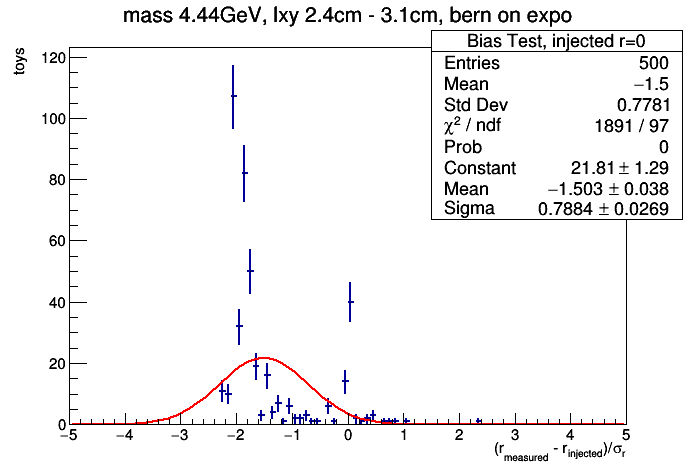 mass 4.44GeV, lxy 2.4cm - 3.1cm, bern on expo
toys
Bias Test, injected r=0
Entries 500
Mean −1.5
Std Dev 0.7781
χ² / ndf 1891 / 97
Prob 0
Constant 21.81 ± 1.29
Mean −1.503 ± 0.038
Sigma 0.7884 ± 0.0269
120
100
80
60
40
20
0
−5 −4 −3 −2 −1 0 1 2 3 4 5
(r_measured - r_injected)/σ_r